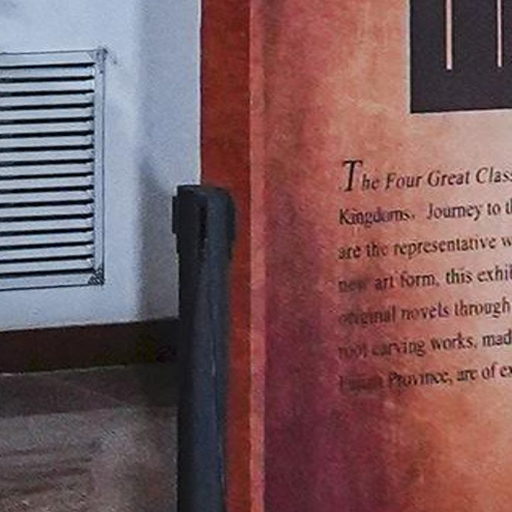 The Four Great Class
Kingdoms, Journey to t
are the representative w
new art form, this exhib
original novels through
root carving works, mad
Fujian Province, are of ex